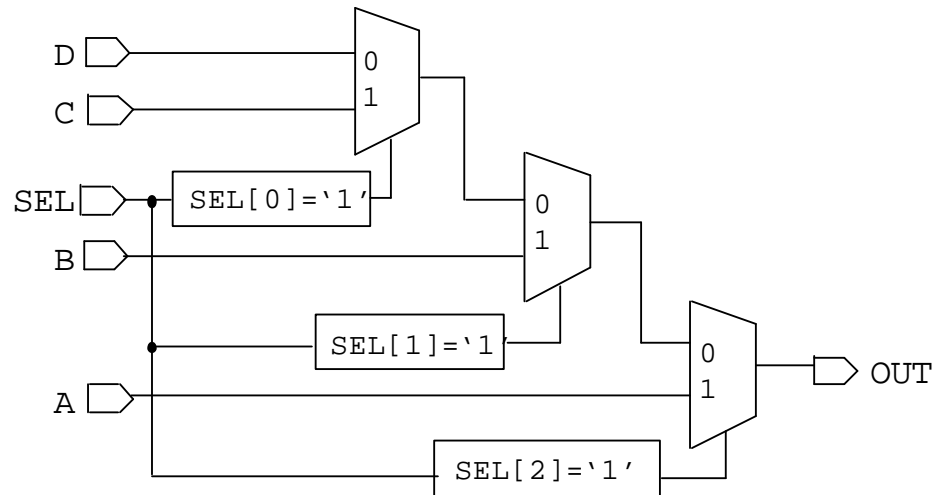 D
0
C
1
SEL
SEL[0]=‘1’
0
B
1
SEL[1]=‘1’
0
OUT
A
1
SEL[2]=‘1’